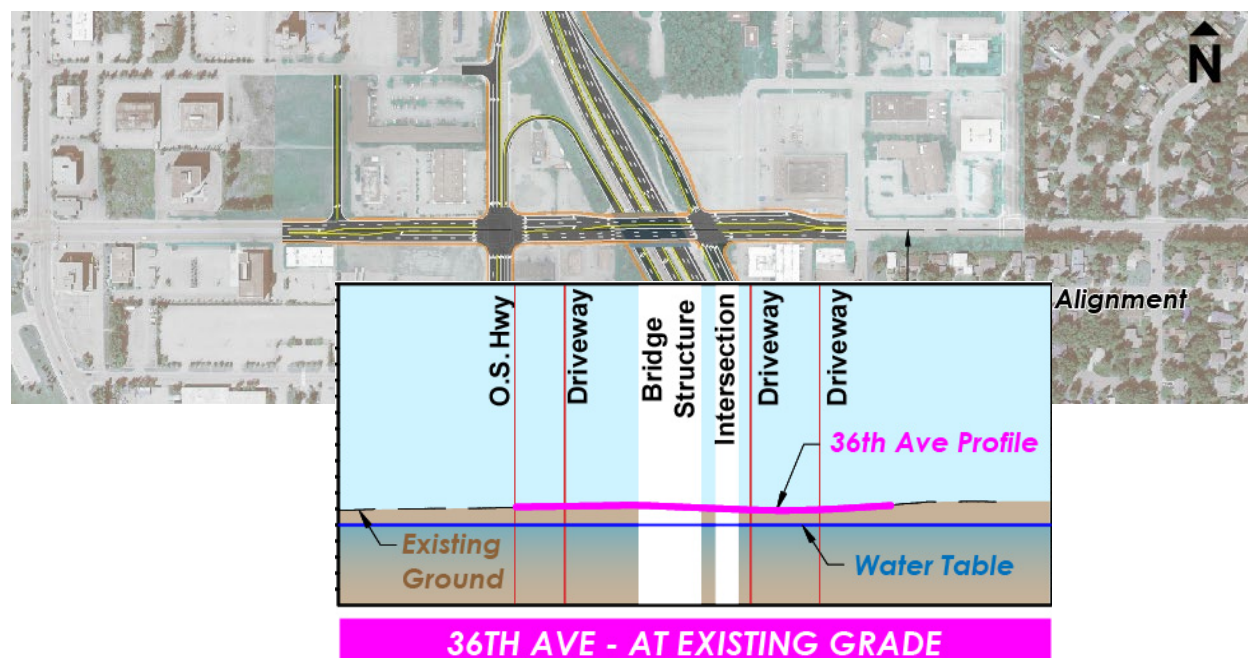 N
Alignment
O.S. Hwy
Driveway
Bridge
Structure
Intersection
Driveway
Driveway
36th Ave Profile
Existing
Ground
Water Table
36TH AVE - AT EXISTING GRADE